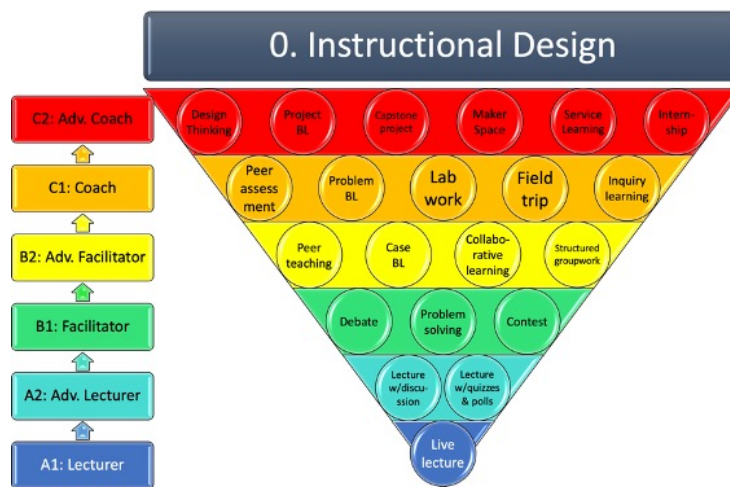 0. Instructional Design
C2: Adv. Coach
Design
Thinking
Project
BL
Capstone
project
Maker
Space
Service
Learning
Intern-
ship
C1: Coach
Peer
assess
ment
Problem
BL
Lab
work
Field
trip
Inquiry
learning
B2: Adv. Facilitator
Peer
teaching
Case
BL
Collabo-
rative
learning
Structured
groupwork
B1: Facilitator
Debate
Problem
solving
Contest
A2: Adv. Lecturer
Lecture
w/discu-
ssion
Lecture
w/quizzes
& polls
A1: Lecturer
Live
lecture